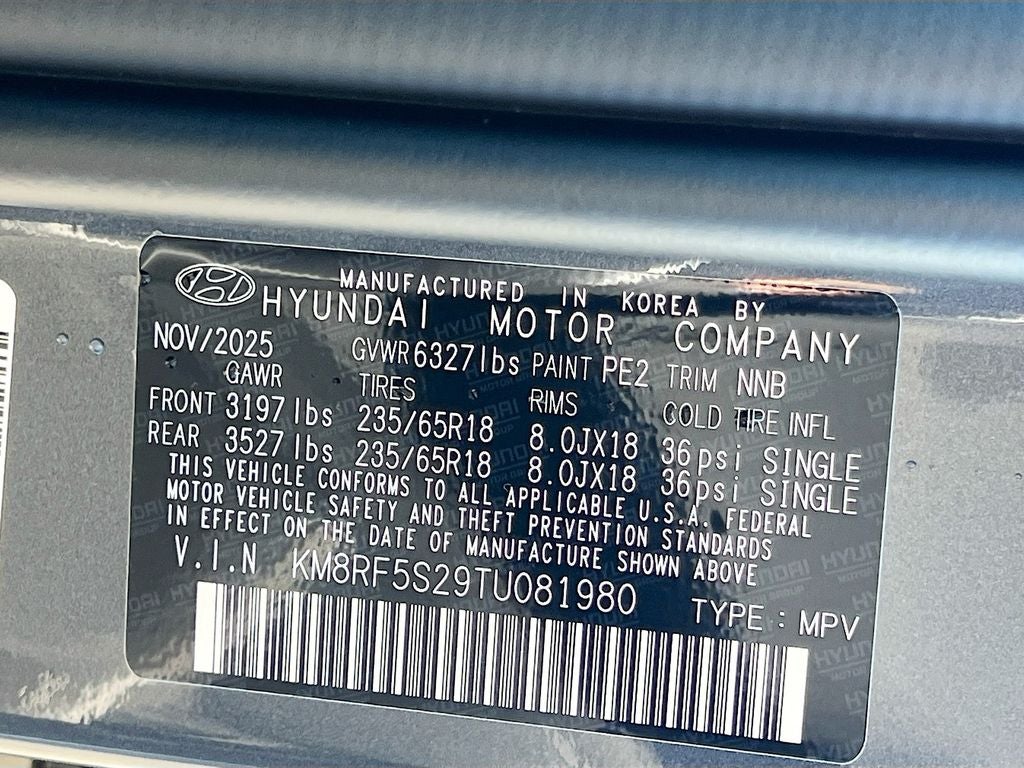 MANUFACTURED IN KOREA BY
HYUNDAI MOTOR COMPANY
NOV/2025 GVWR 6327lbs PAINT PE2 TRIM NNB
GAWR TIRES RIMS COLD TIRE INFL
FRONT 3197lbs 235/65R18 8.0JX18 36psi SINGLE
REAR 3527lbs 235/65R18 8.0JX18 36psi SINGLE
THIS VEHICLE CONFORMS TO ALL APPLICABLE U.S.A. FEDERAL
MOTOR VEHICLE SAFETY AND THEFT PREVENTION STANDARDS
IN EFFECT ON THE DATE OF MANUFACTURE SHOWN ABOVE
V.I.N KM8RF5S29TU081980 TYPE : MPV